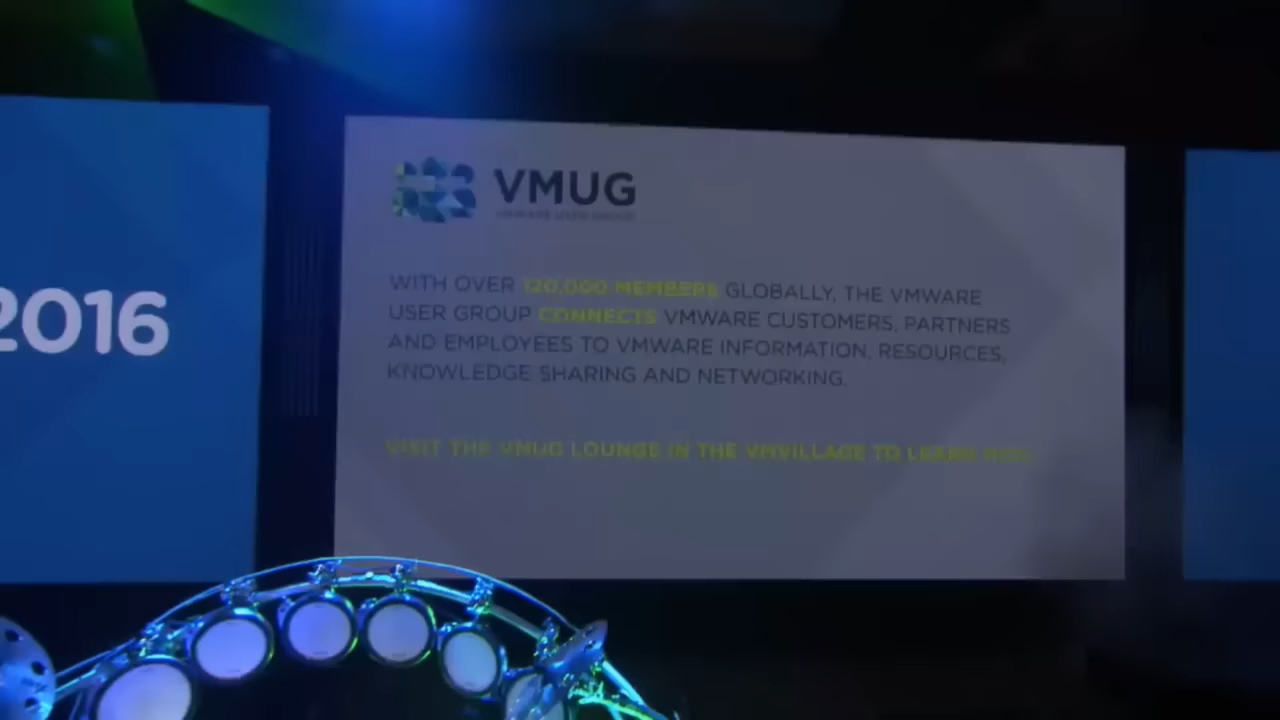 2016
VMUG
VMWARE USER GROUP
WITH OVER 120,000 MEMBERS GLOBALLY, THE VMWARE
USER GROUP CONNECTS VMWARE CUSTOMERS, PARTNERS
AND EMPLOYEES TO VMWARE INFORMATION, RESOURCES,
KNOWLEDGE SHARING AND NETWORKING.
VISIT THE VMUG LOUNGE IN THE VMVILLAGE TO LEARN